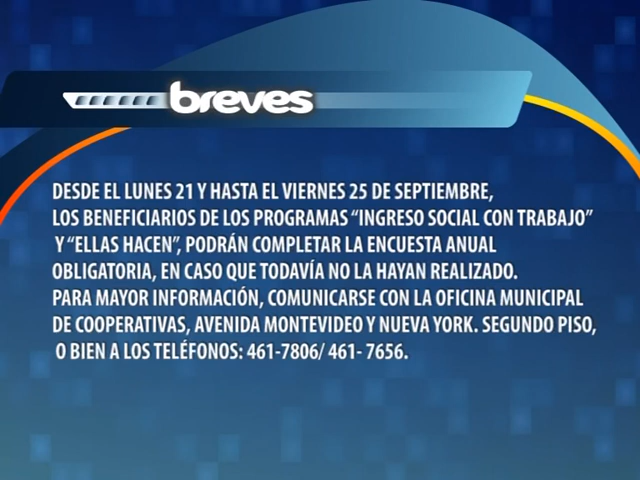 breves
DESDE EL LUNES 21 Y HASTA EL VIERNES 25 DE SEPTIEMBRE,
LOS BENEFICIARIOS DE LOS PROGRAMAS “INGRESO SOCIAL CON TRABAJO”
Y “ELLAS HACEN”, PODRÁN COMPLETAR LA ENCUESTA ANUAL
OBLIGATORIA, EN CASO QUE TODAVÍA NO LA HAYAN REALIZADO.
PARA MAYOR INFORMACIÓN, COMUNICARSE CON LA OFICINA MUNICIPAL
DE COOPERATIVAS, AVENIDA MONTEVIDEO Y NUEVA YORK. SEGUNDO PISO,
O BIEN A LOS TELÉFONOS: 461-7806/ 461- 7656.